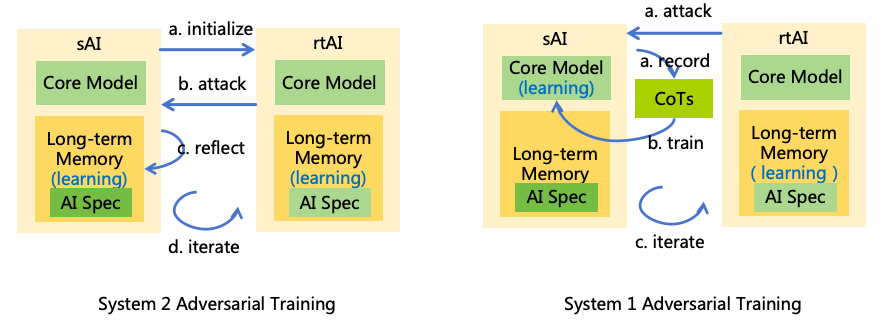 a. initialize
sAI
rtAI
Core Model
Core Model
b. attack
Long-term
Memory
(learning)
AI Spec
c. reflect
Long-term
Memory
(learning)
AI Spec
d. iterate
System 2 Adversarial Training
a. attack
sAI
rtAI
a. record
Core Model
(learning)
CoTs
Core Model
b. train
Long-term
Memory
AI Spec
Long-term
Memory
( learning )
AI Spec
c. iterate
System 1 Adversarial Training